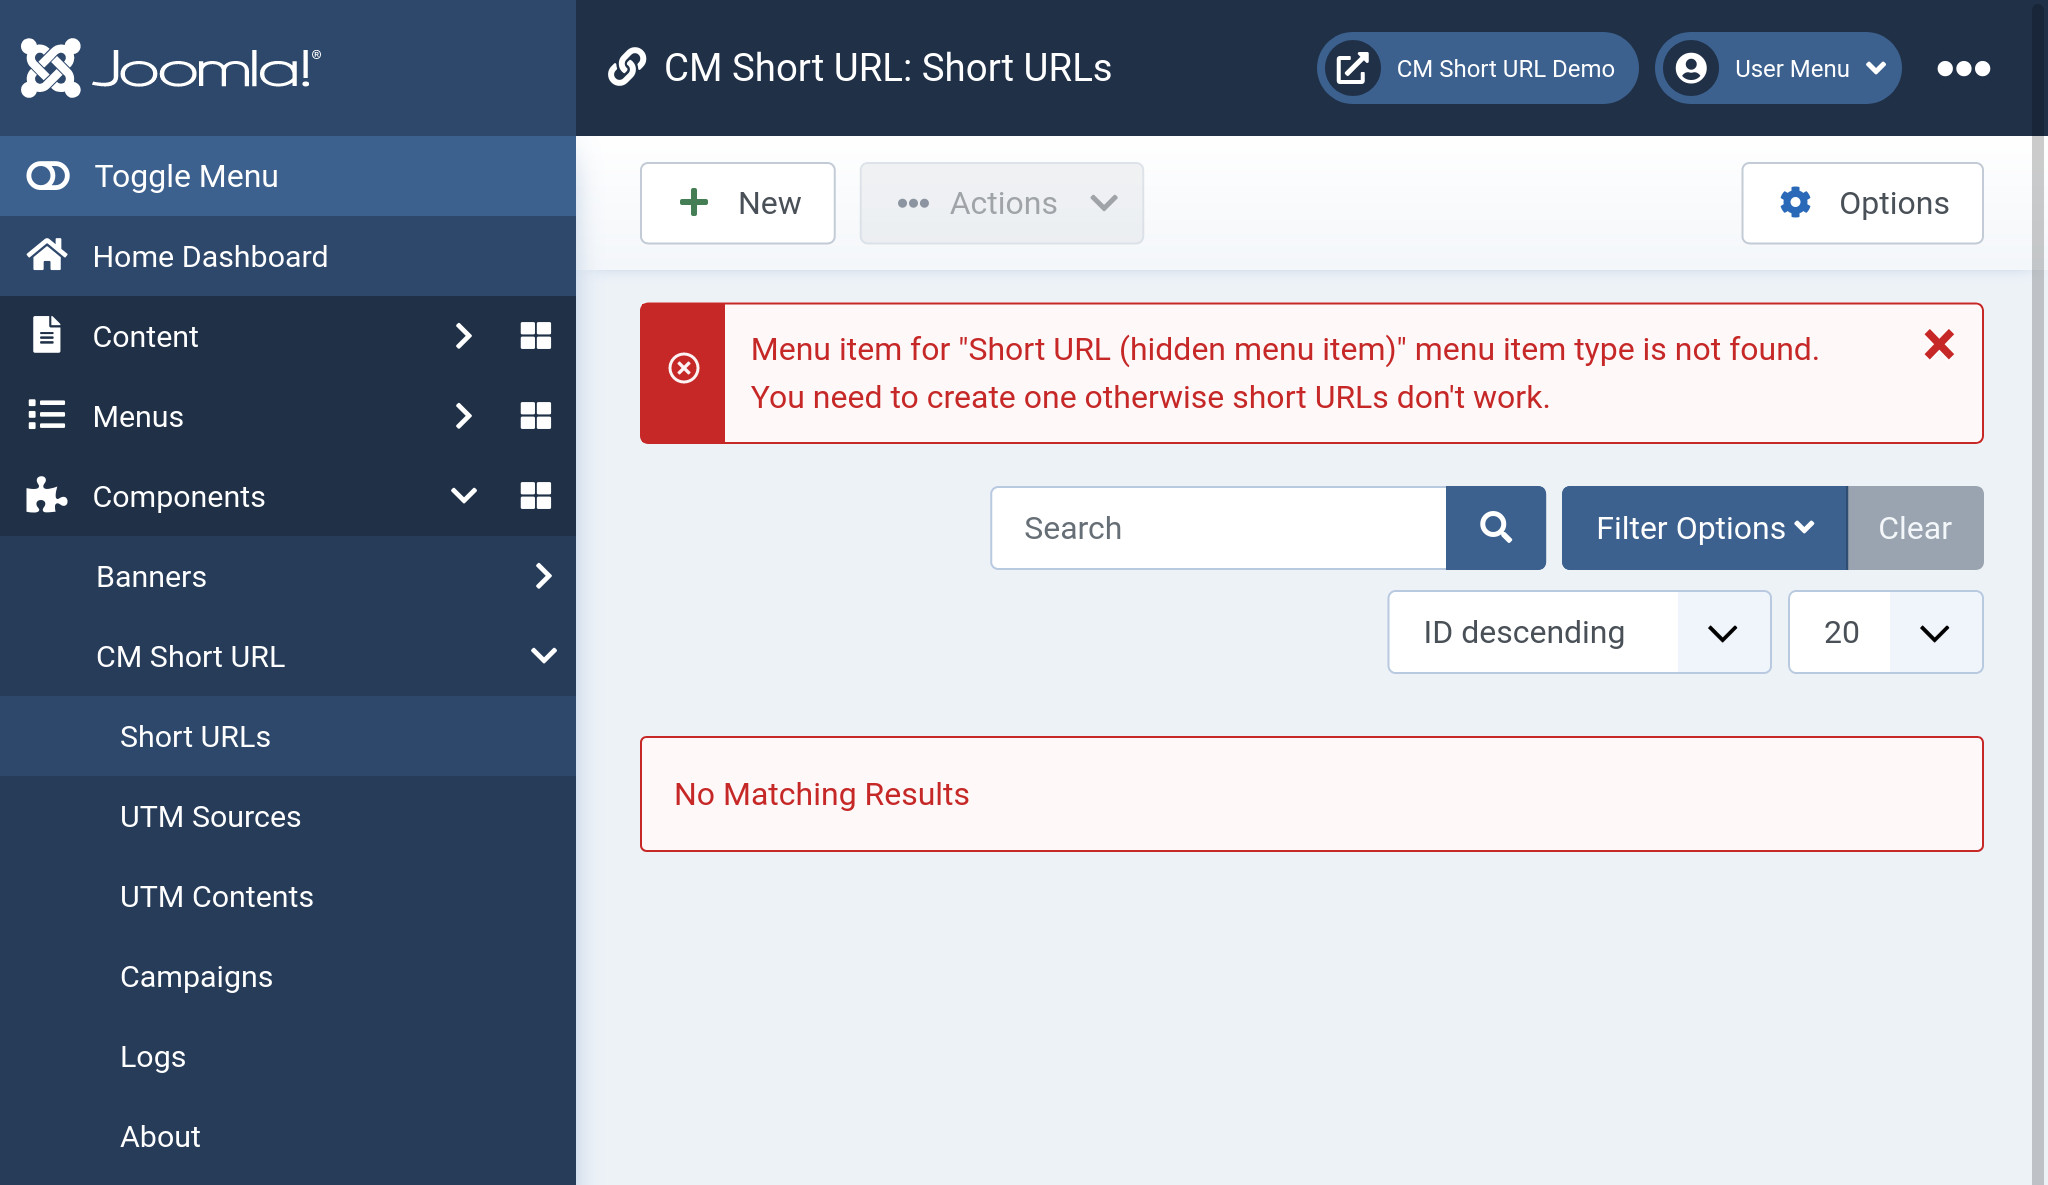 Joomla!®
CM Short URL: Short URLs
CM Short URL Demo
User Menu
Toggle Menu
Home Dashboard
Content
Menus
Components
Banners
CM Short URL
Short URLs
UTM Sources
UTM Contents
Campaigns
Logs
About
New
Actions
Options
Menu item for "Short URL (hidden menu item)" menu item type is not found.
You need to create one otherwise short URLs don't work.
Search
Filter Options
Clear
ID descending
20
No Matching Results